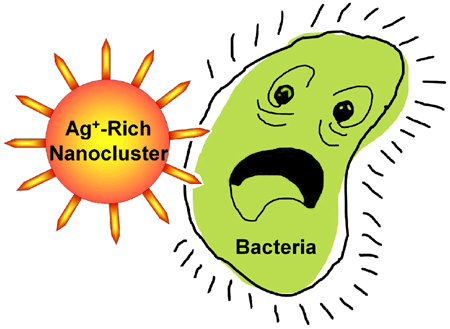 Ag⁺-Rich
Nanocluster
Bacteria